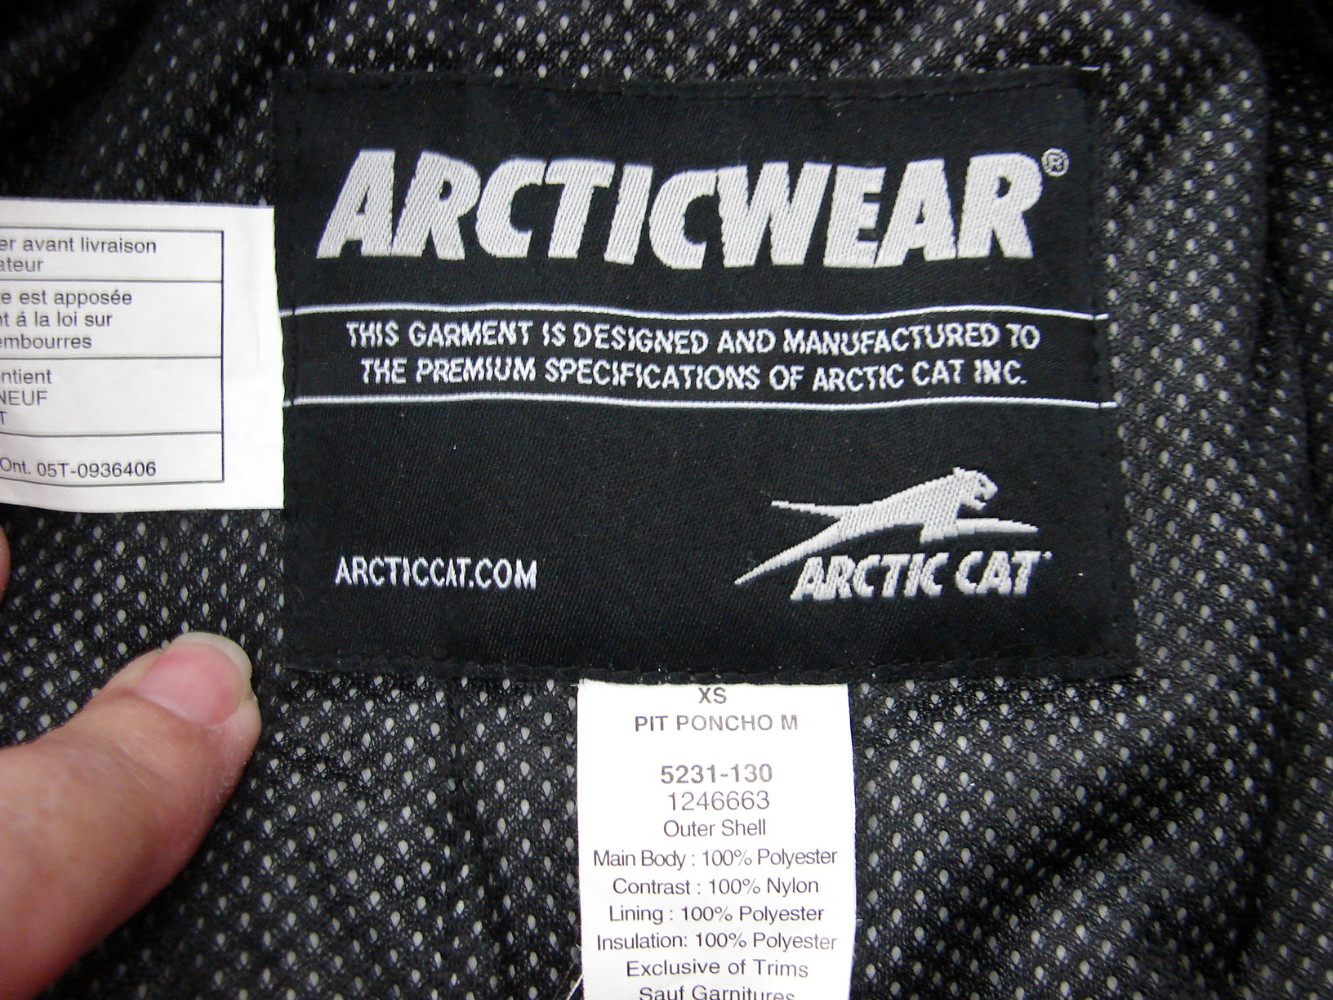 ARCTICWEAR®
THIS GARMENT IS DESIGNED AND MANUFACTURED TO
THE PREMIUM SPECIFICATIONS OF ARCTIC CAT INC.
ARCTICCAT.COM
ARCTIC CAT
er avant livraison
ateur
e est apposée
t á la loi sur
embourres
ntient
NEUF
T
Ont. 05T-0936406
XS
PIT PONCHO M
5231-130
1246663
Outer Shell
Main Body : 100% Polyester
Contrast : 100% Nylon
Lining : 100% Polyester
Insulation: 100% Polyester
Exclusive of Trims
Sauf Garnitures